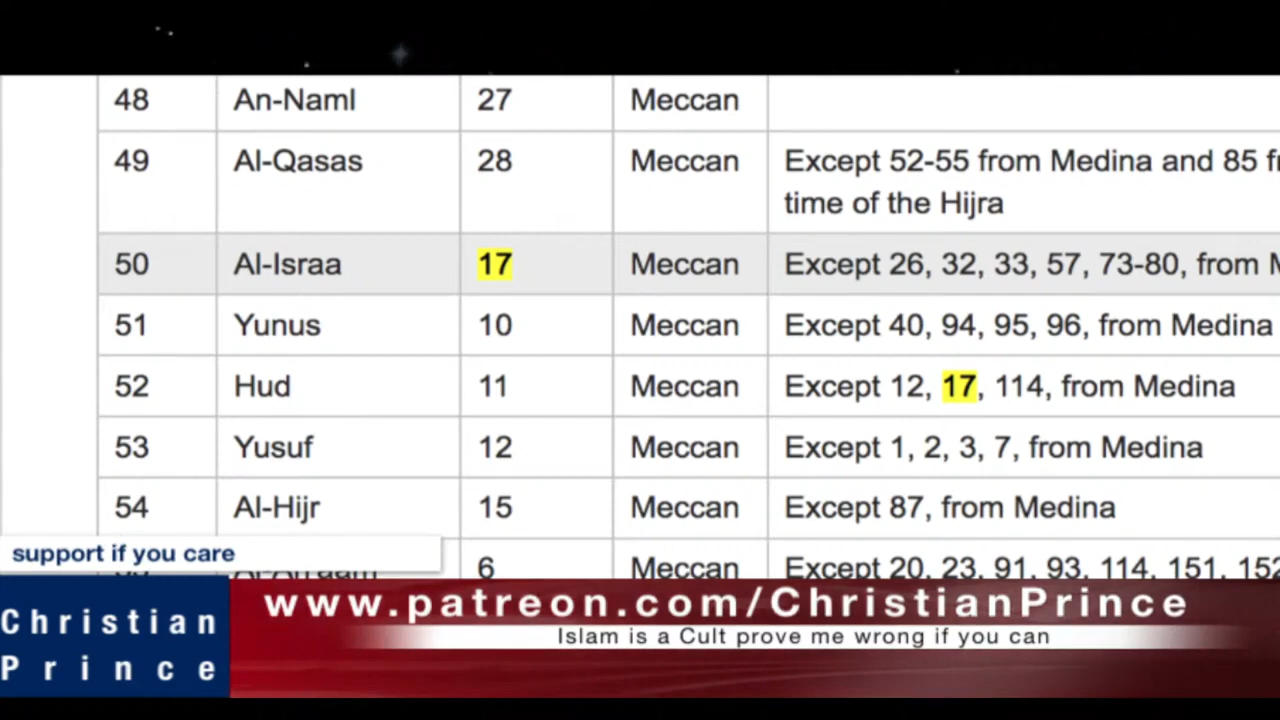 48 An-Naml 27 Meccan
49 Al-Qasas 28 Meccan Except 52-55 from Medina and 85
time of the Hijra
50 Al-Israa 17 Meccan Except 26, 32, 33, 57, 73-80, from
51 Yunus 10 Meccan Except 40, 94, 95, 96, from Medina
52 Hud 11 Meccan Except 12, 17, 114, from Medina
53 Yusuf 12 Meccan Except 1, 2, 3, 7, from Medina
54 Al-Hijr 15 Meccan Except 87, from Medina
support if you care
6 Meccan Except 20, 23, 91, 93, 114, 151, 152
Christian
Prince
www.patreon.com/ChristianPrince
Islam is a Cult prove me wrong if you can